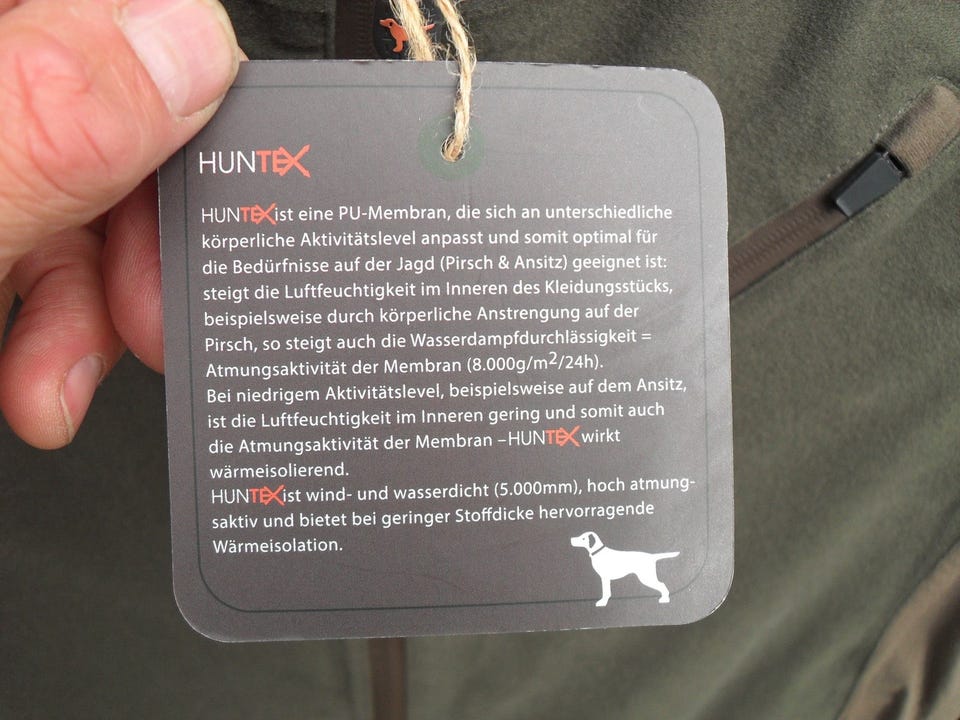 HUNTEX
HUNTEX ist eine PU-Membran, die sich an unterschiedliche
körperliche Aktivitätslevel anpasst und somit optimal für
die Bedürfnisse auf der Jagd (Pirsch & Ansitz) geeignet ist:
steigt die Luftfeuchtigkeit im Inneren des Kleidungsstücks,
beispielsweise durch körperliche Anstrengung auf der
Pirsch, so steigt auch die Wasserdampfdurchlässigkeit =
Atmungsaktivität der Membran (8.000g/m²/24h).
Bei niedrigem Aktivitätslevel, beispielsweise auf dem Ansitz,
ist die Luftfeuchtigkeit im Inneren gering und somit auch
die Atmungsaktivität der Membran –HUNTEX wirkt
wärmeisolierend.
HUNTEX ist wind- und wasserdicht (5.000mm), hoch atmung-
saktiv und bietet bei geringer Stoffdicke hervorragende
Wärmeisolation.